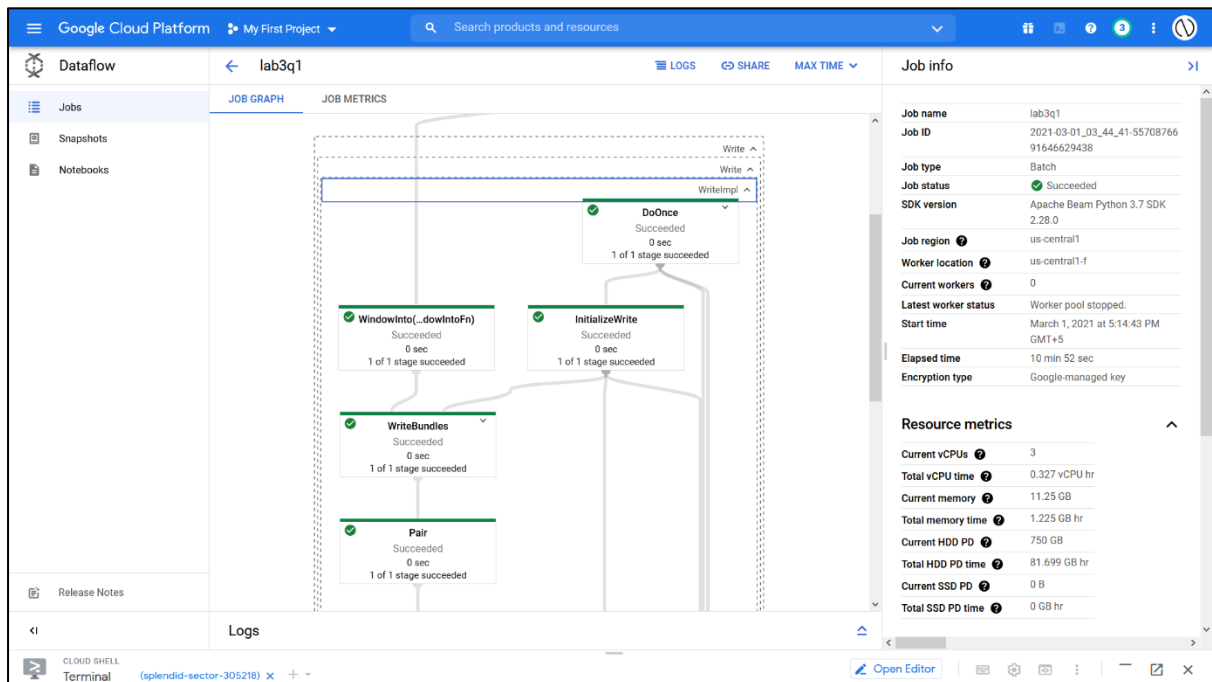 Google Cloud Platform
My First Project
Search products and resources
3
Dataflow
Jobs
Snapshots
Notebooks
Release Notes
lab3q1
LOGS
SHARE
MAX TIME
JOB GRAPH
JOB METRICS
Write
Write
WriteImpl
DoOnce
Succeeded
0 sec
1 of 1 stage succeeded
WindowInto(...dowIntoFn)
Succeeded
0 sec
1 of 1 stage succeeded
InitializeWrite
Succeeded
0 sec
1 of 1 stage succeeded
WriteBundles
Succeeded
0 sec
1 of 1 stage succeeded
Pair
Succeeded
0 sec
1 of 1 stage succeeded
Logs
Job info
Job name lab3q1
Job ID 2021-03-01_03_44_41-55708766
91646629438
Job type Batch
Job status Succeeded
SDK version Apache Beam Python 3.7 SDK
2.28.0
Job region us-central1
Worker location us-central1-f
Current workers 0
Latest worker status Worker pool stopped.
Start time March 1, 2021 at 5:14:43 PM
GMT+5
Elapsed time 10 min 52 sec
Encryption type Google-managed key
Resource metrics
Current vCPUs 3
Total vCPU time 0.327 vCPU hr
Current memory 11.25 GB
Total memory time 1.225 GB hr
Current HDD PD 750 GB
Total HDD PD time 81.699 GB hr
Current SSD PD 0 B
Total SSD PD time 0 GB hr
CLOUD SHELL
Terminal
(splendid-sector-305218)
Open Editor